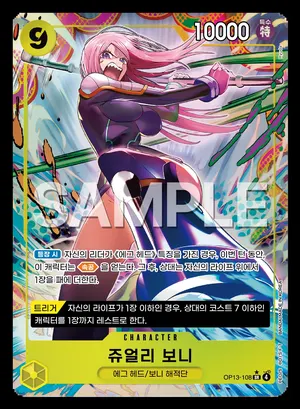 9
10000
특수
特
SAMPLE
등장 시 자신의 리더가 《에그 헤드》 특징을 가진 경우, 이번 턴 동안,
이 캐릭터는 속공 을 얻는다. 그 후, 상대는 자신의 라이프 위에서
1장을 패에 더한다.
트리거 자신의 라이프가 1장 이하인 경우, 상대의 코스트 7 이하인
캐릭터를 1장까지 레스트로 한다.
CHARACTER
쥬얼리 보니
에그 헤드/보니 해적단
OP13-108 SR 4